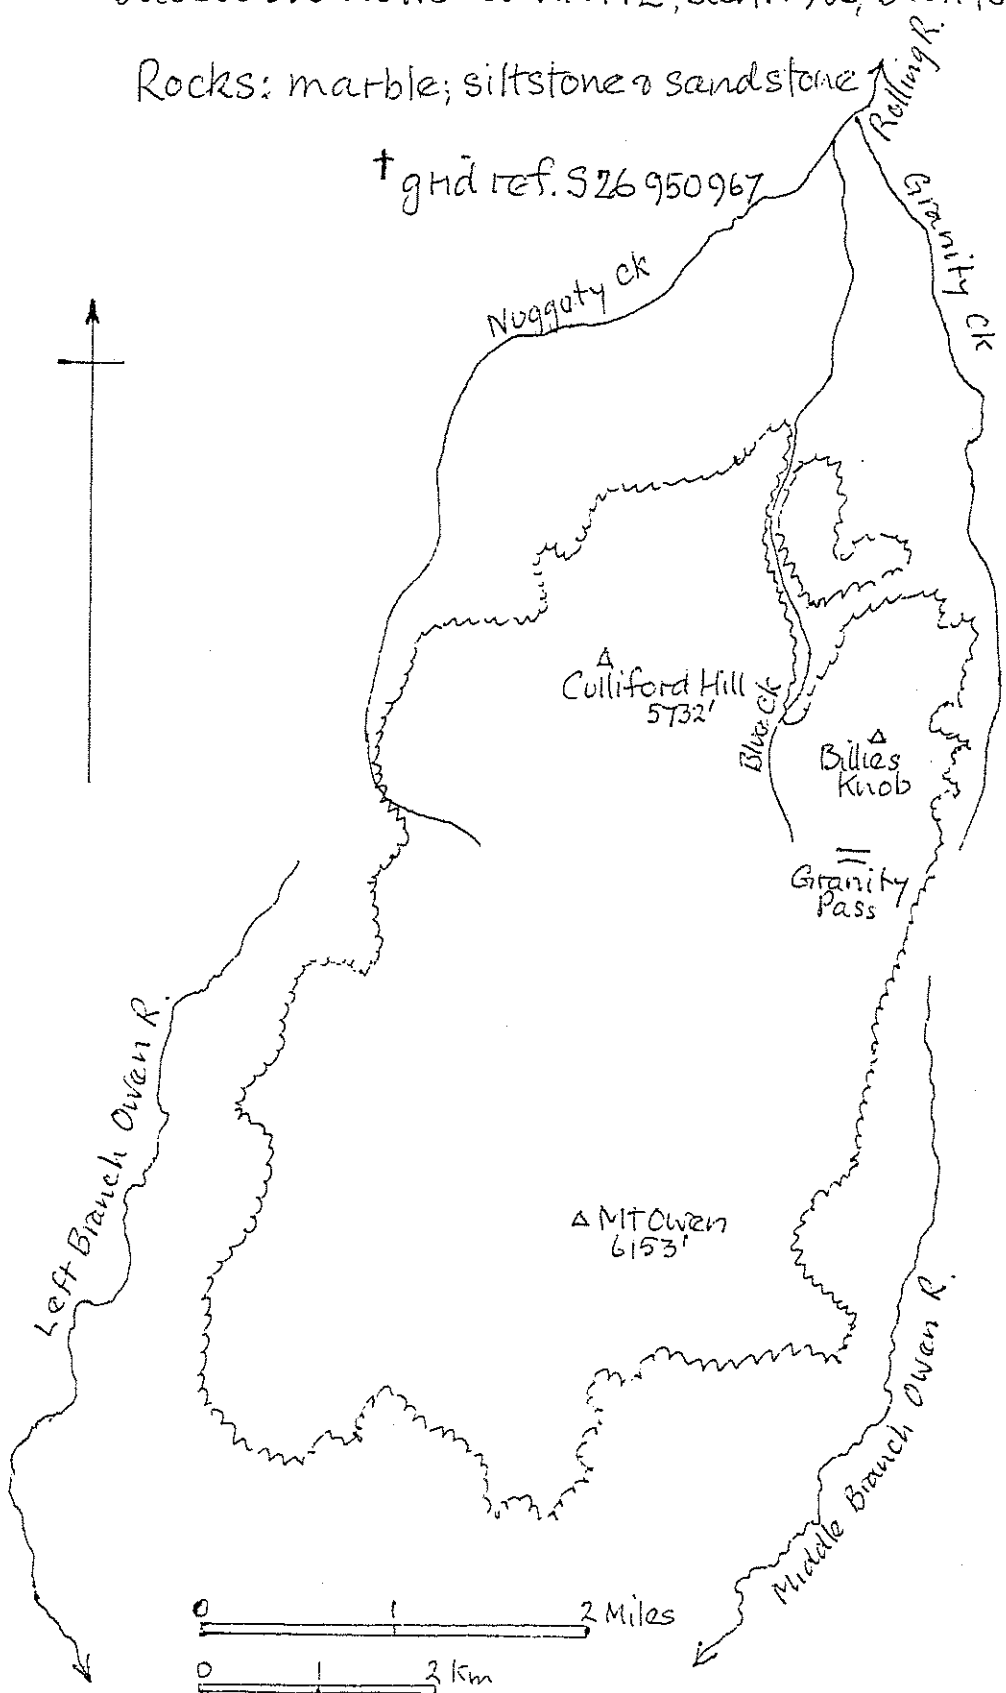 Rocks: marble; siltstone & sandstone
† grid ref. S26 950967
Rolling R.
Granity Ck
Nuggety Ck
Culliford Hill
5732'
Blue Ck
Billies
Knob
Granity
Pass
Left Branch Owen R.
Mt Owen
6153'
Middle Branch Owen R.
0 1 2 Miles
0 1 2 Km